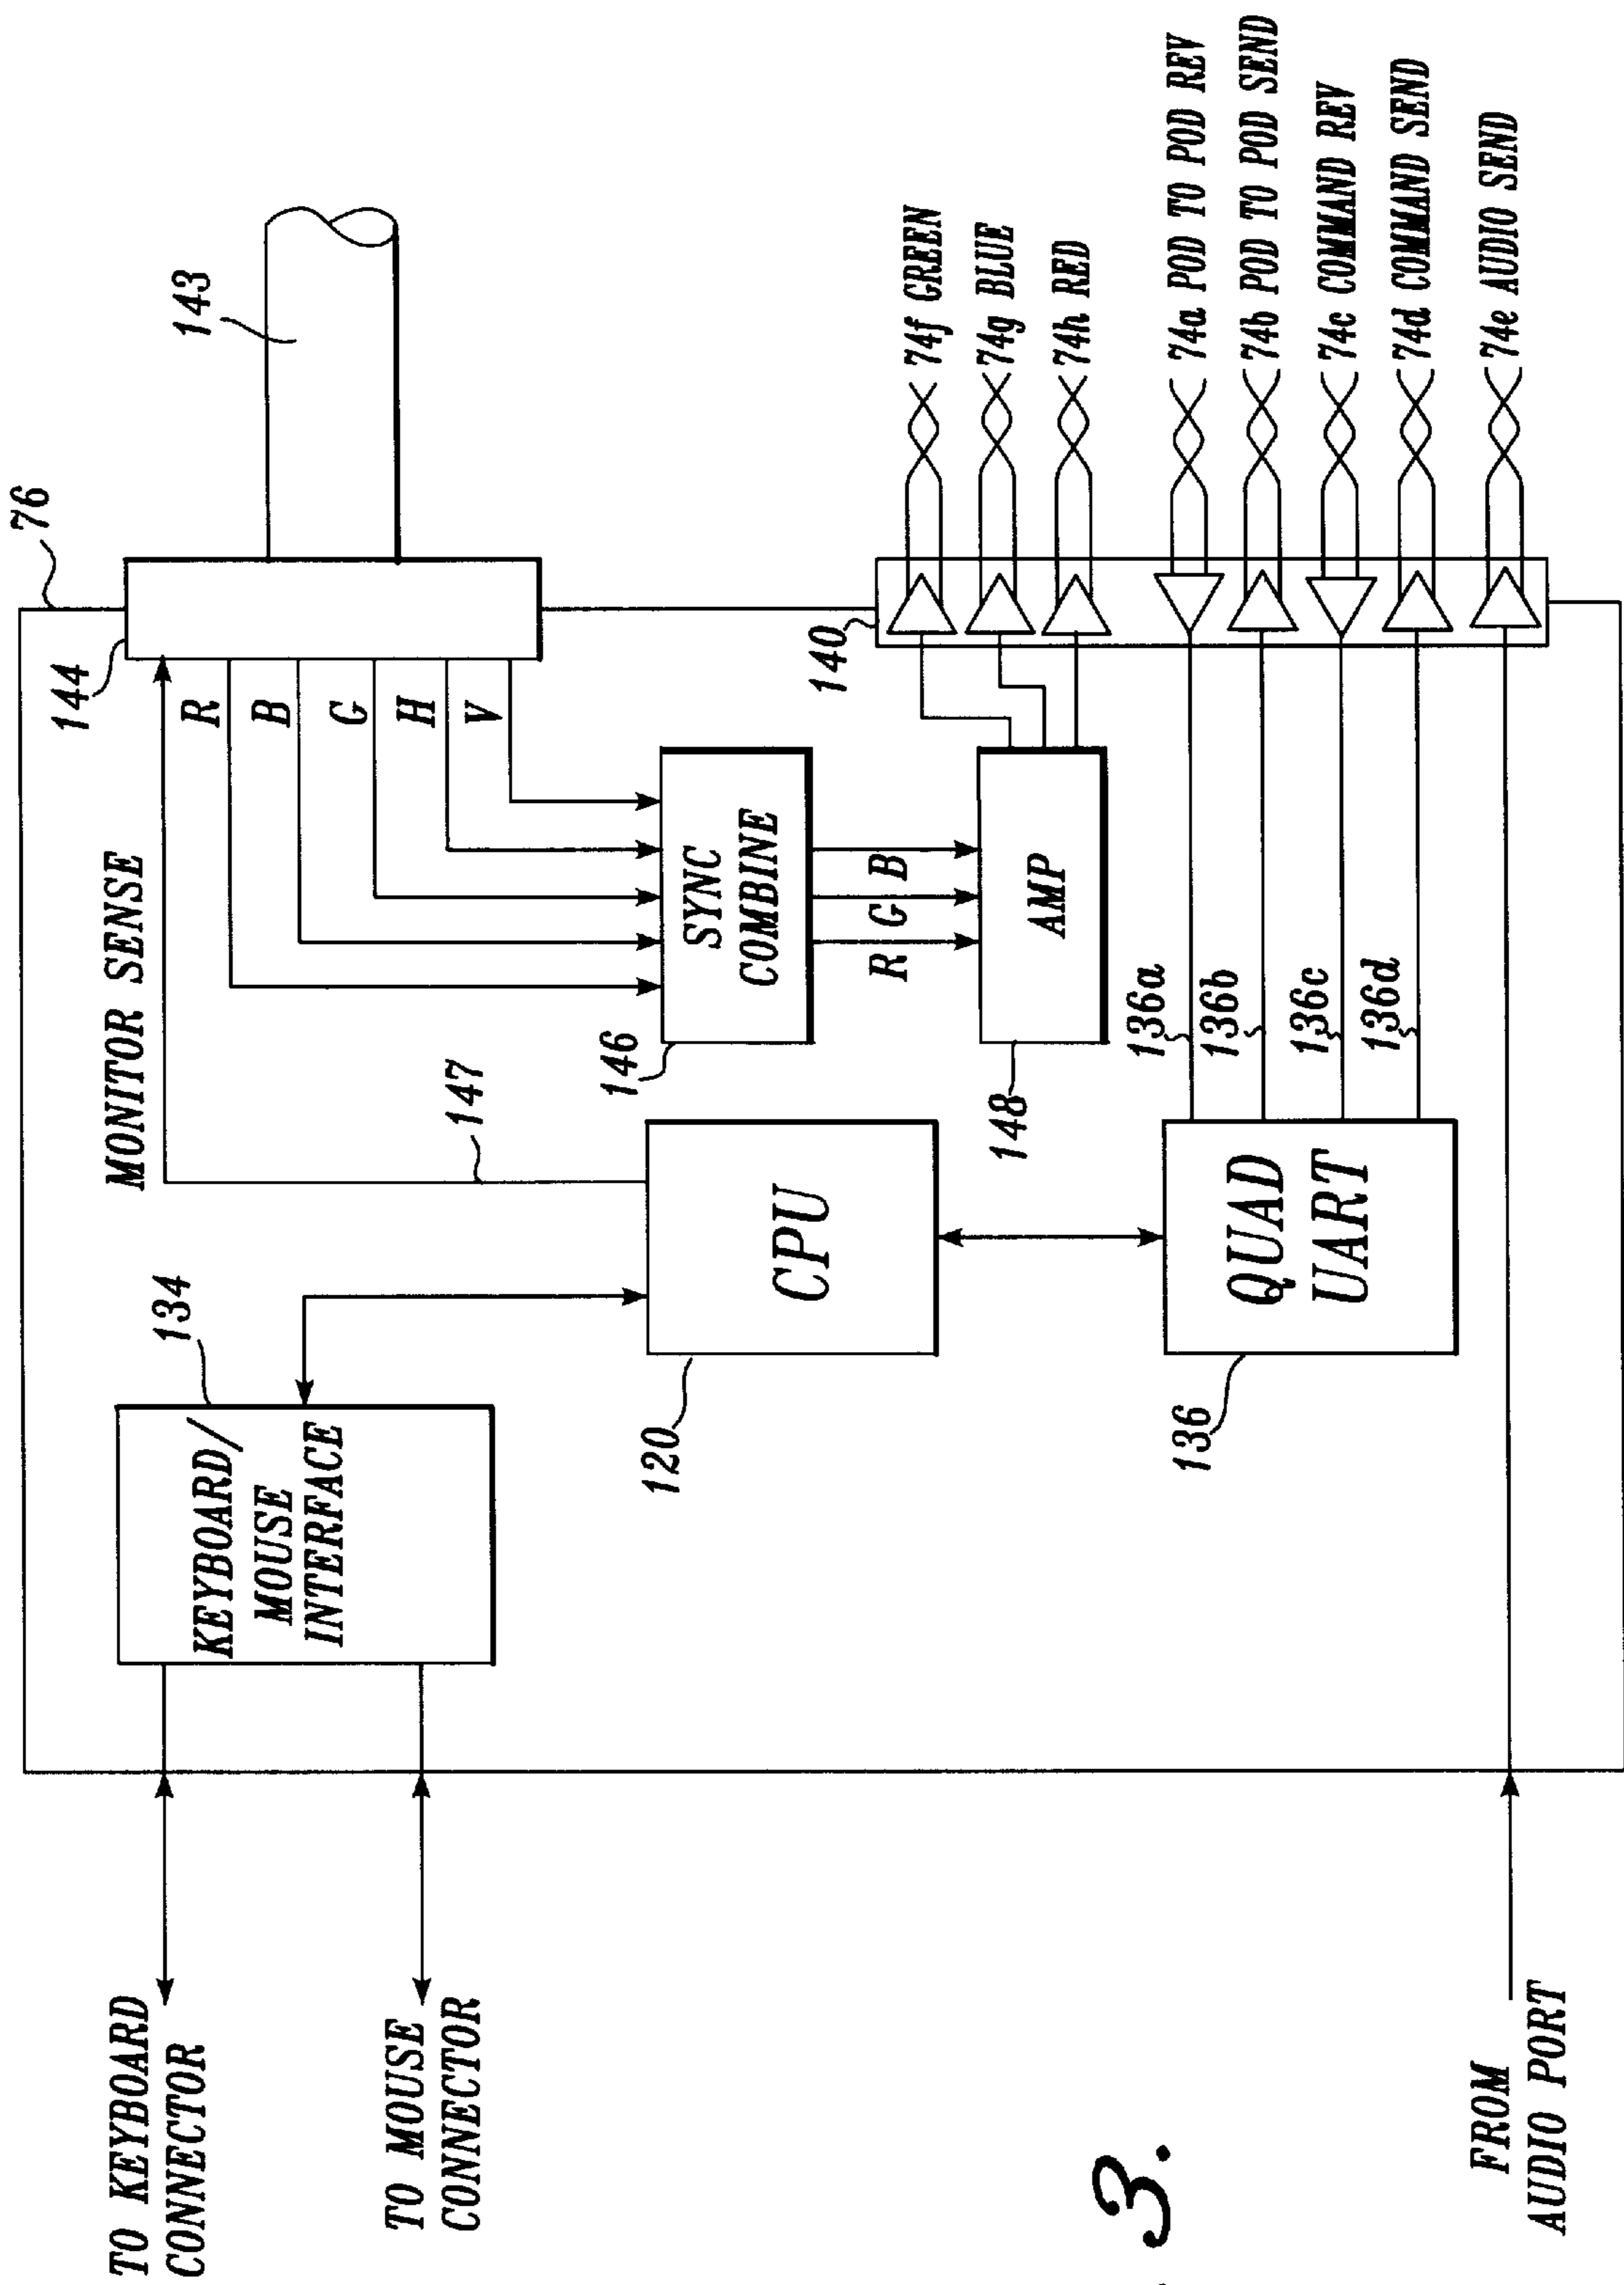 TO KEYBOARD
CONNECTOR
TO MOUSE
CONNECTOR
FROM
AUDIO PORT
KEYBOARD/
MOUSE
INTERFACE
134
MONITOR SENSE
147
144
76
143
R
B
G
H
V
CPU
120
SYNC
COMBINE
146
R G B
AMP
148
140
QUAD
UART
136
136a
136b
136c
136d
74f GREEN
74g BLUE
74h RED
74a POD TO POD REV
74b POD TO POD SEND
74c COMMAND REV
74d COMMAND SEND
74e AUDIO SEND
3.